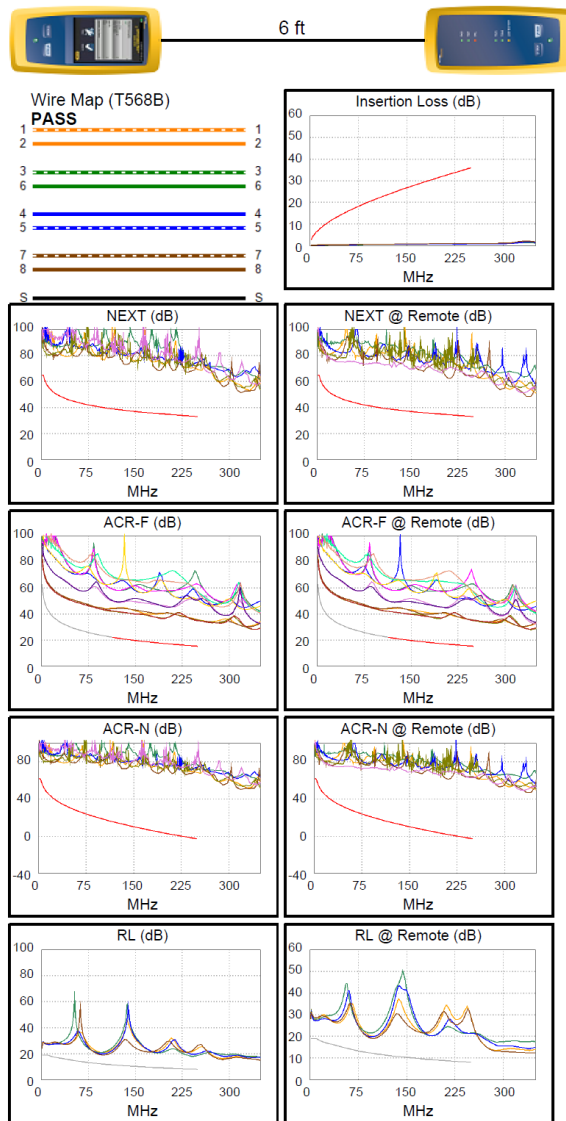 6 ft
Wire Map (T568B)
PASS
1 1
2 2
3 3
6 6
4 4
5 5
7 7
8 8
S S
Insertion Loss (dB)
60
50
40
30
20
10
0
0 75 150 225 300
MHz
NEXT (dB)
100
80
60
40
20
0
0 75 150 225 300
MHz
NEXT @ Remote (dB)
100
80
60
40
20
0
0 75 150 225 300
MHz
ACR-F (dB)
100
80
60
40
20
0
0 75 150 225 300
MHz
ACR-F @ Remote (dB)
100
80
60
40
20
0
0 75 150 225 300
MHz
ACR-N (dB)
80
40
0
-40
0 75 150 225 300
MHz
ACR-N @ Remote (dB)
80
40
0
-40
0 75 150 225 300
MHz
RL (dB)
100
80
60
40
20
0
0 75 150 225 300
MHz
RL @ Remote (dB)
60
50
40
30
20
10
0
0 75 150 225 300
MHz